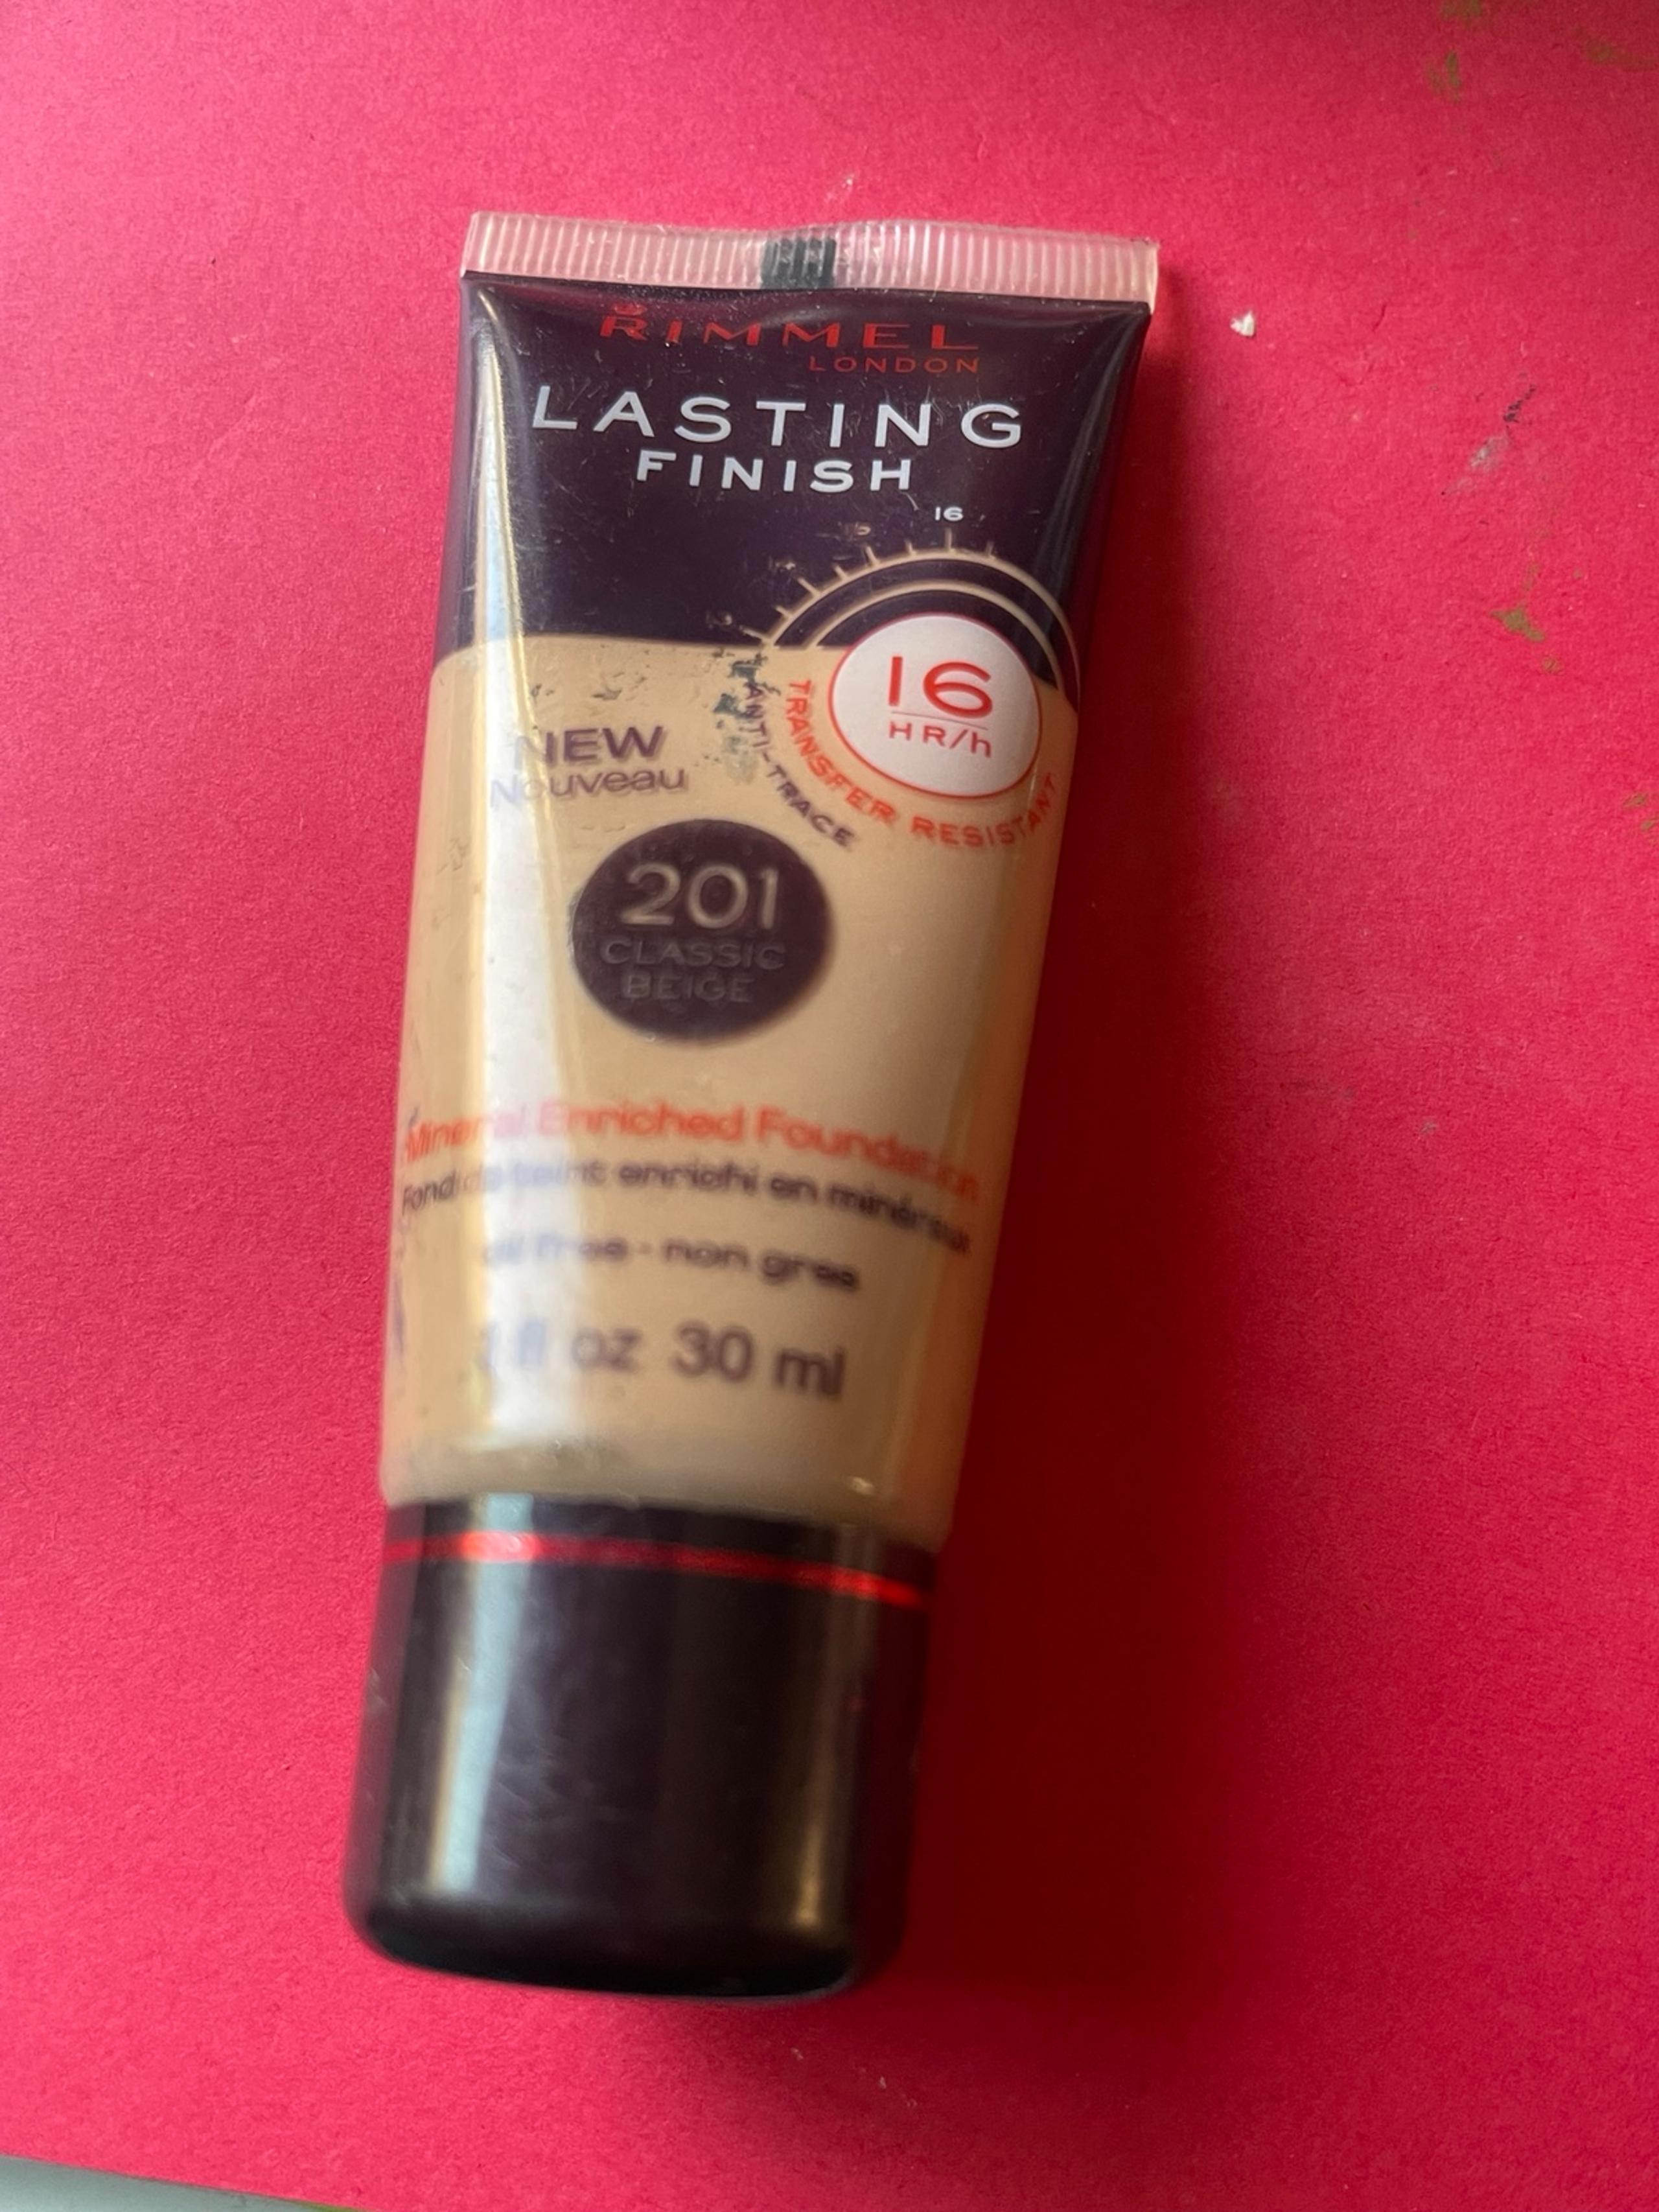 RIMMEL
LONDON
LASTING
FINISH
16
16
HR/h
TRANSFER RESISTANT
ANTI-TRACE
NEW
Nouveau
201
CLASSIC
BEIGE
Mineral Enriched Foundation
Fond de teint enrichi en minéraux
oil free - non gras
1 fl oz 30 ml